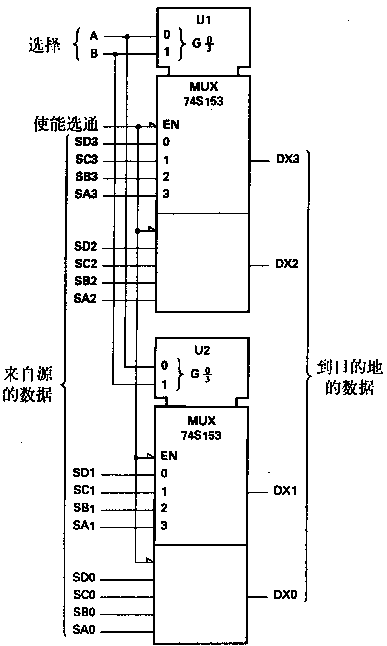 U1
选择
A
0
B
1
G 0/3
MUX
74S153
使能选通
EN
SD3
0
SC3
1
DX3
SB3
2
SA3
3
SD2
SC2
DX2
SB2
SA2
U2
0
1
G 0/3
来自源
的数据
到目的地
的数据
MUX
74S153
EN
SD1
0
SC1
1
DX1
SB1
2
SA1
3
SD0
SC0
DX0
SB0
SA0